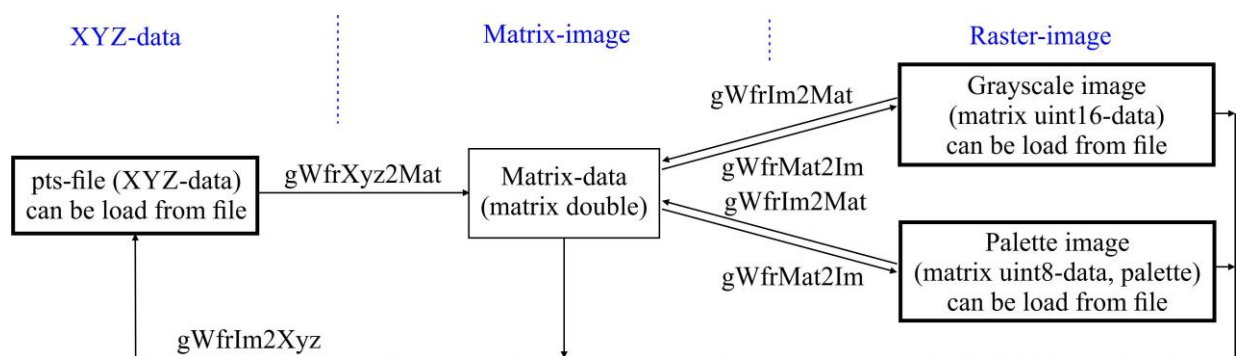 XYZ-data
Matrix-image
Raster-image
gWfrIm2Mat
Grayscale image
(matrix uint16-data)
can be load from file
gWfrMat2Im
pts-file (XYZ-data)
can be load from file
gWfrXyz2Mat
Matrix-data
(matrix double)
gWfrIm2Mat
Palette image
(matrix uint8-data, palette)
can be load from file
gWfrMat2Im
gWfrIm2Xyz